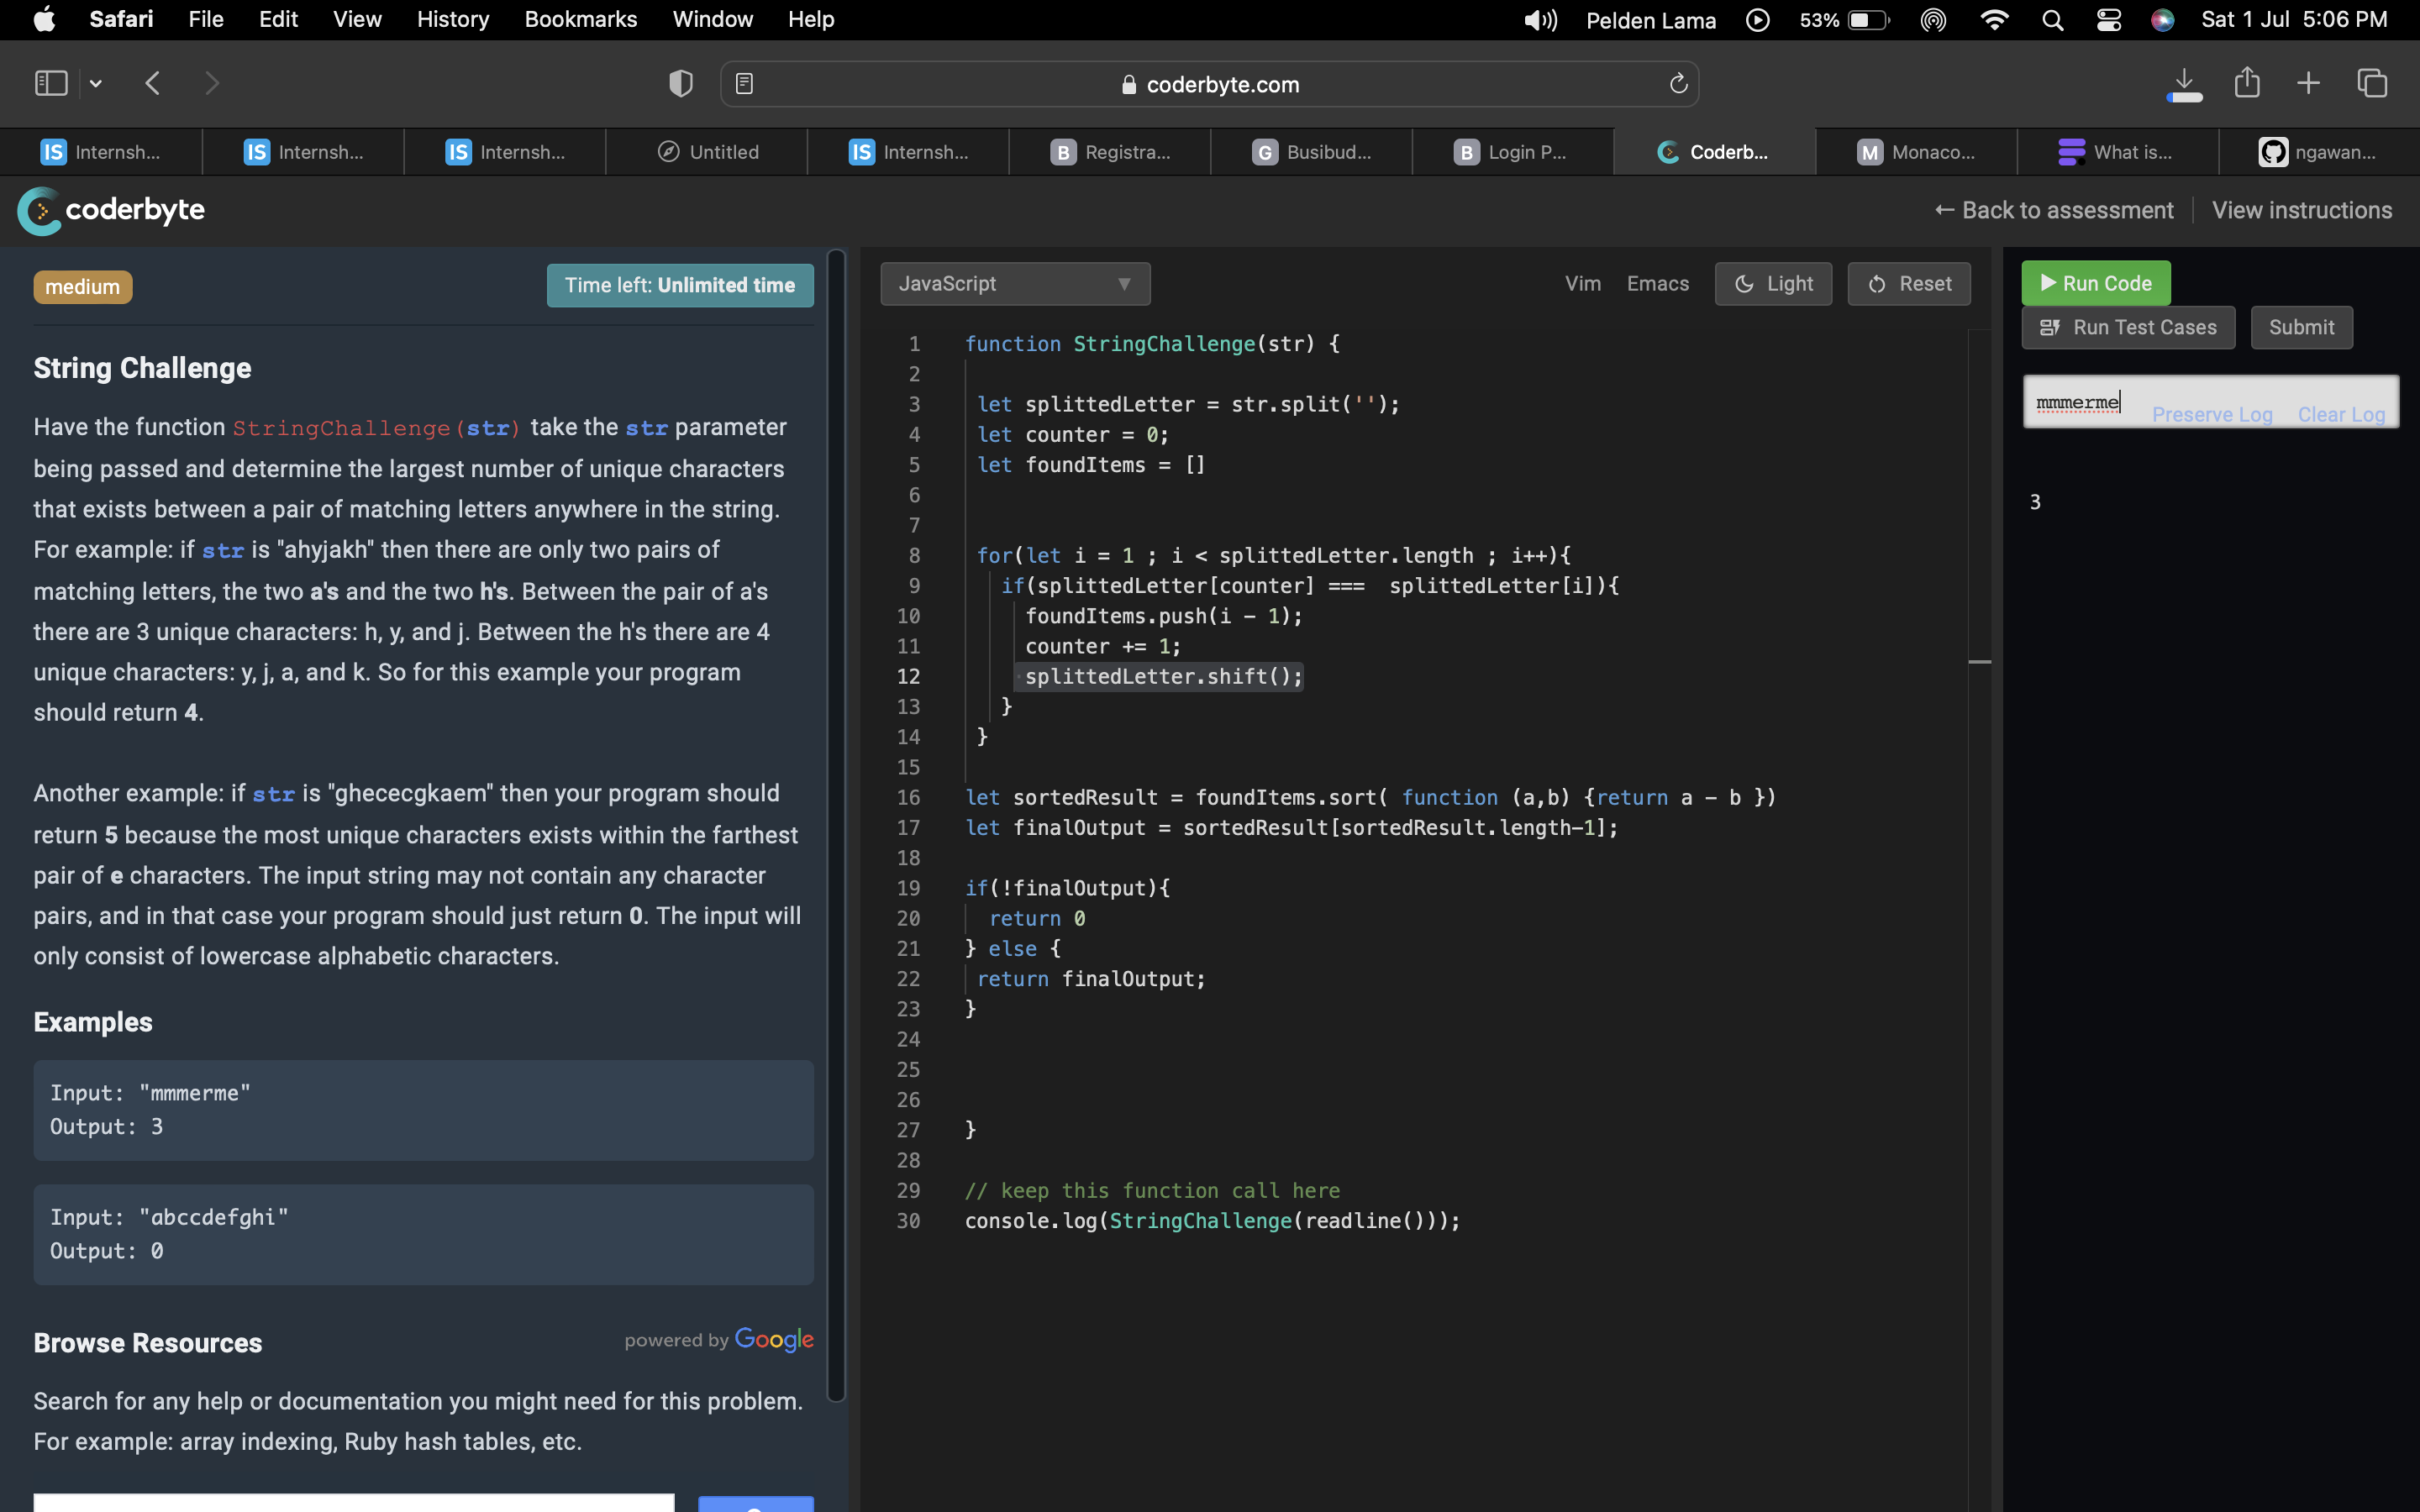 Safari File Edit View History Bookmarks Window Help Pelden Lama 53% Sat 1 Jul 5:06 PM
coderbyte.com
IS Internsh... IS Internsh... IS Internsh... Untitled IS Internsh... B Registra... G Busibud... B Login P... Coderb... M Monaco... What is... ngawan...
coderbyte ← Back to assessment View instructions
medium
Time left: Unlimited time
String Challenge
Have the function StringChallenge(str) take the str parameter
being passed and determine the largest number of unique characters
that exists between a pair of matching letters anywhere in the string.
For example: if str is "ahyjakh" then there are only two pairs of
matching letters, the two a's and the two h's. Between the pair of a's
there are 3 unique characters: h, y, and j. Between the h's there are 4
unique characters: y, j, a, and k. So for this example your program
should return 4.
Another example: if str is "ghececgkaem" then your program should
return 5 because the most unique characters exists within the farthest
pair of e characters. The input string may not contain any character
pairs, and in that case your program should just return 0. The input will
only consist of lowercase alphabetic characters.
Examples
Input: "mmmerme"
Output: 3
Input: "abccdefghi"
Output: 0
Browse Resources
powered by Google
Search for any help or documentation you might need for this problem.
For example: array indexing, Ruby hash tables, etc.
JavaScript Vim Emacs Light Reset
1 function StringChallenge(str) {
2
3 let splittedLetter = str.split('');
4 let counter = 0;
5 let foundItems = []
6
7
8 for(let i = 1 ; i < splittedLetter.length ; i++){
9 if(splittedLetter[counter] === splittedLetter[i]){
10 foundItems.push(i - 1);
11 counter += 1;
12 splittedLetter.shift();
13 }
14 }
15
16 let sortedResult = foundItems.sort( function (a,b) {return a - b })
17 let finalOutput = sortedResult[sortedResult.length-1];
18
19 if(!finalOutput){
20 return 0
21 } else {
22 return finalOutput;
23 }
24
25
26
27 }
28
29 // keep this function call here
30 console.log(StringChallenge(readline()));
Run Code
Run Test Cases Submit
mmmerme Preserve Log Clear Log
3